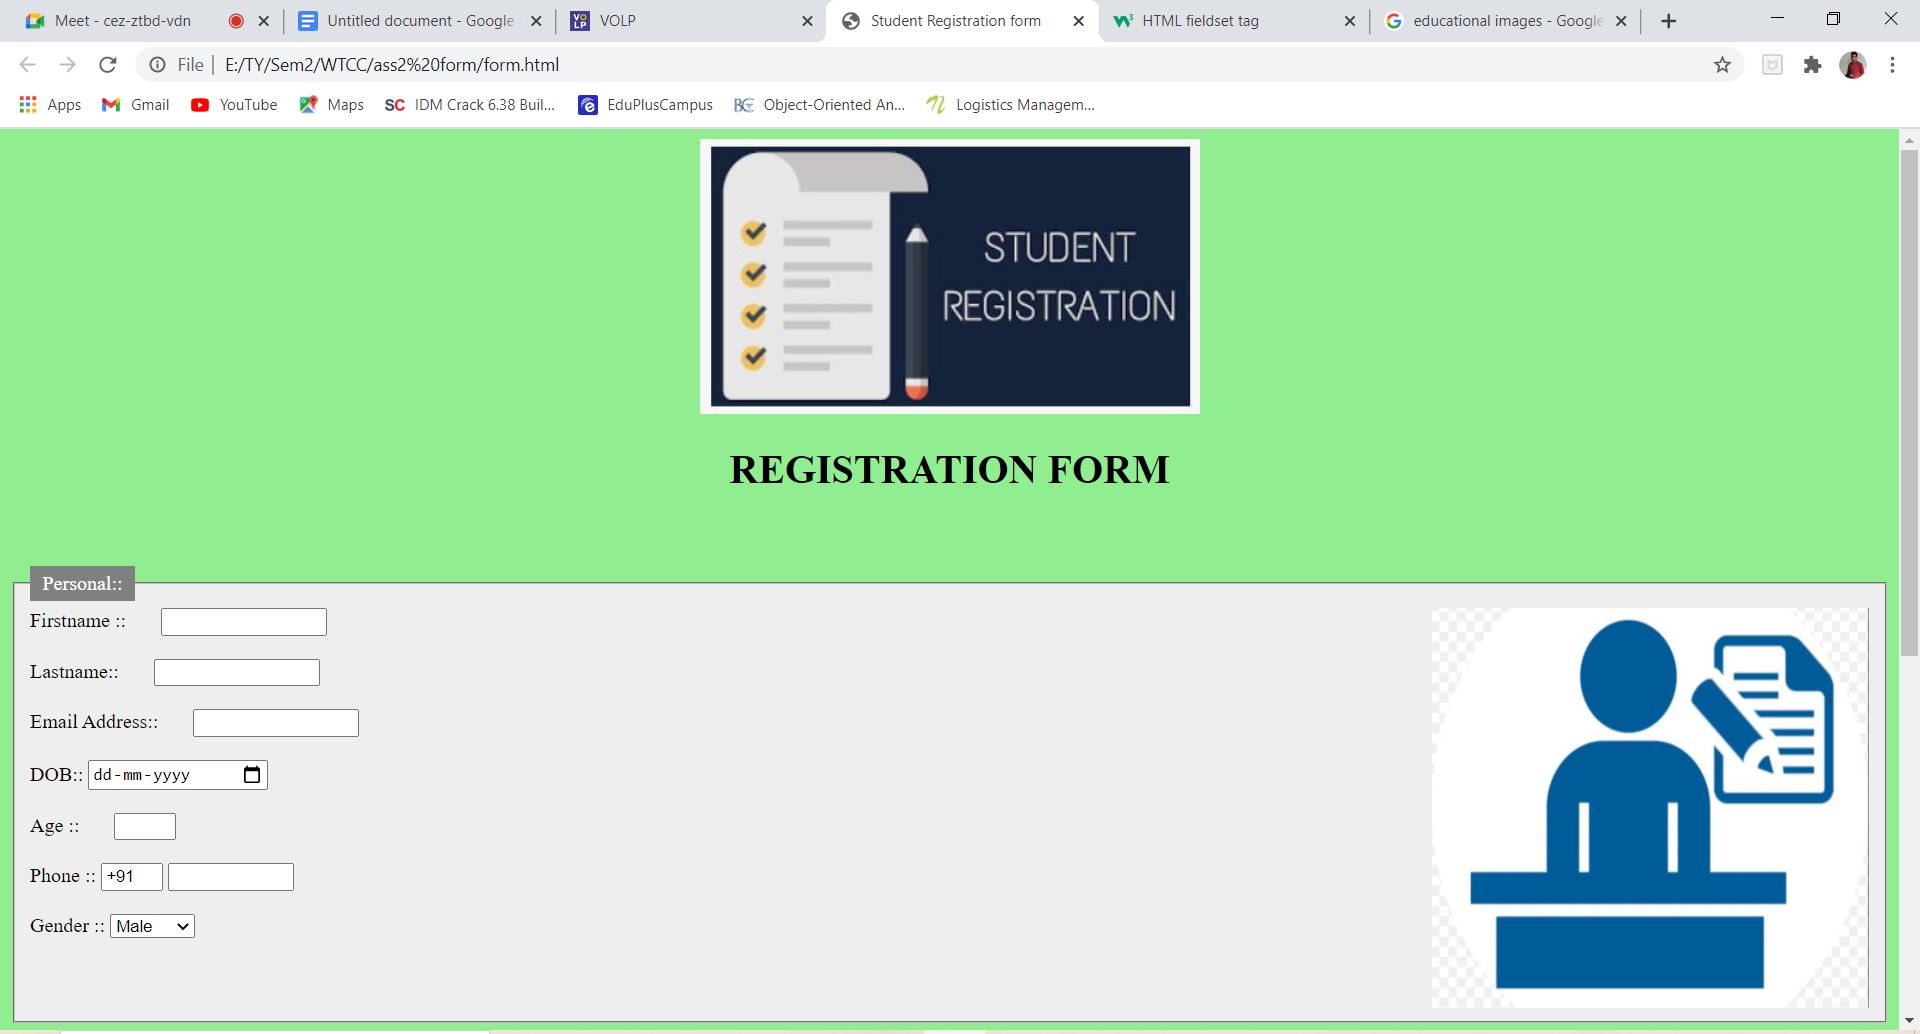 Meet - cez-ztbd-vdn
Untitled document - Google
VOLP
Student Registration form
HTML fieldset tag
educational images - Google
File | E:/TY/Sem2/WTCC/ass2%20form/form.html
Apps Gmail YouTube Maps SC IDM Crack 6.38 Buil... EduPlusCampus Object-Oriented An... Logistics Managem...
STUDENT
REGISTRATION
REGISTRATION FORM
Personal::
Firstname ::
Lastname::
Email Address::
DOB:: dd-mm-yyyy
Age ::
Phone :: +91
Gender :: Male